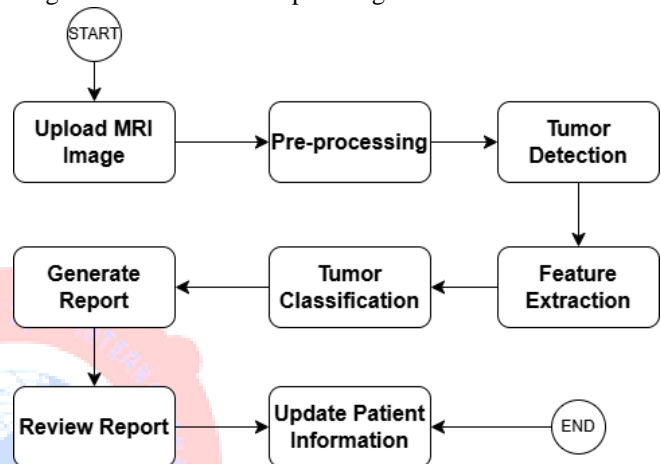 START
Upload MRI
Image
Pre-processing
Tumor
Detection
Generate
Report
Tumor
Classification
Feature
Extraction
Review Report
Update Patient
Information
END